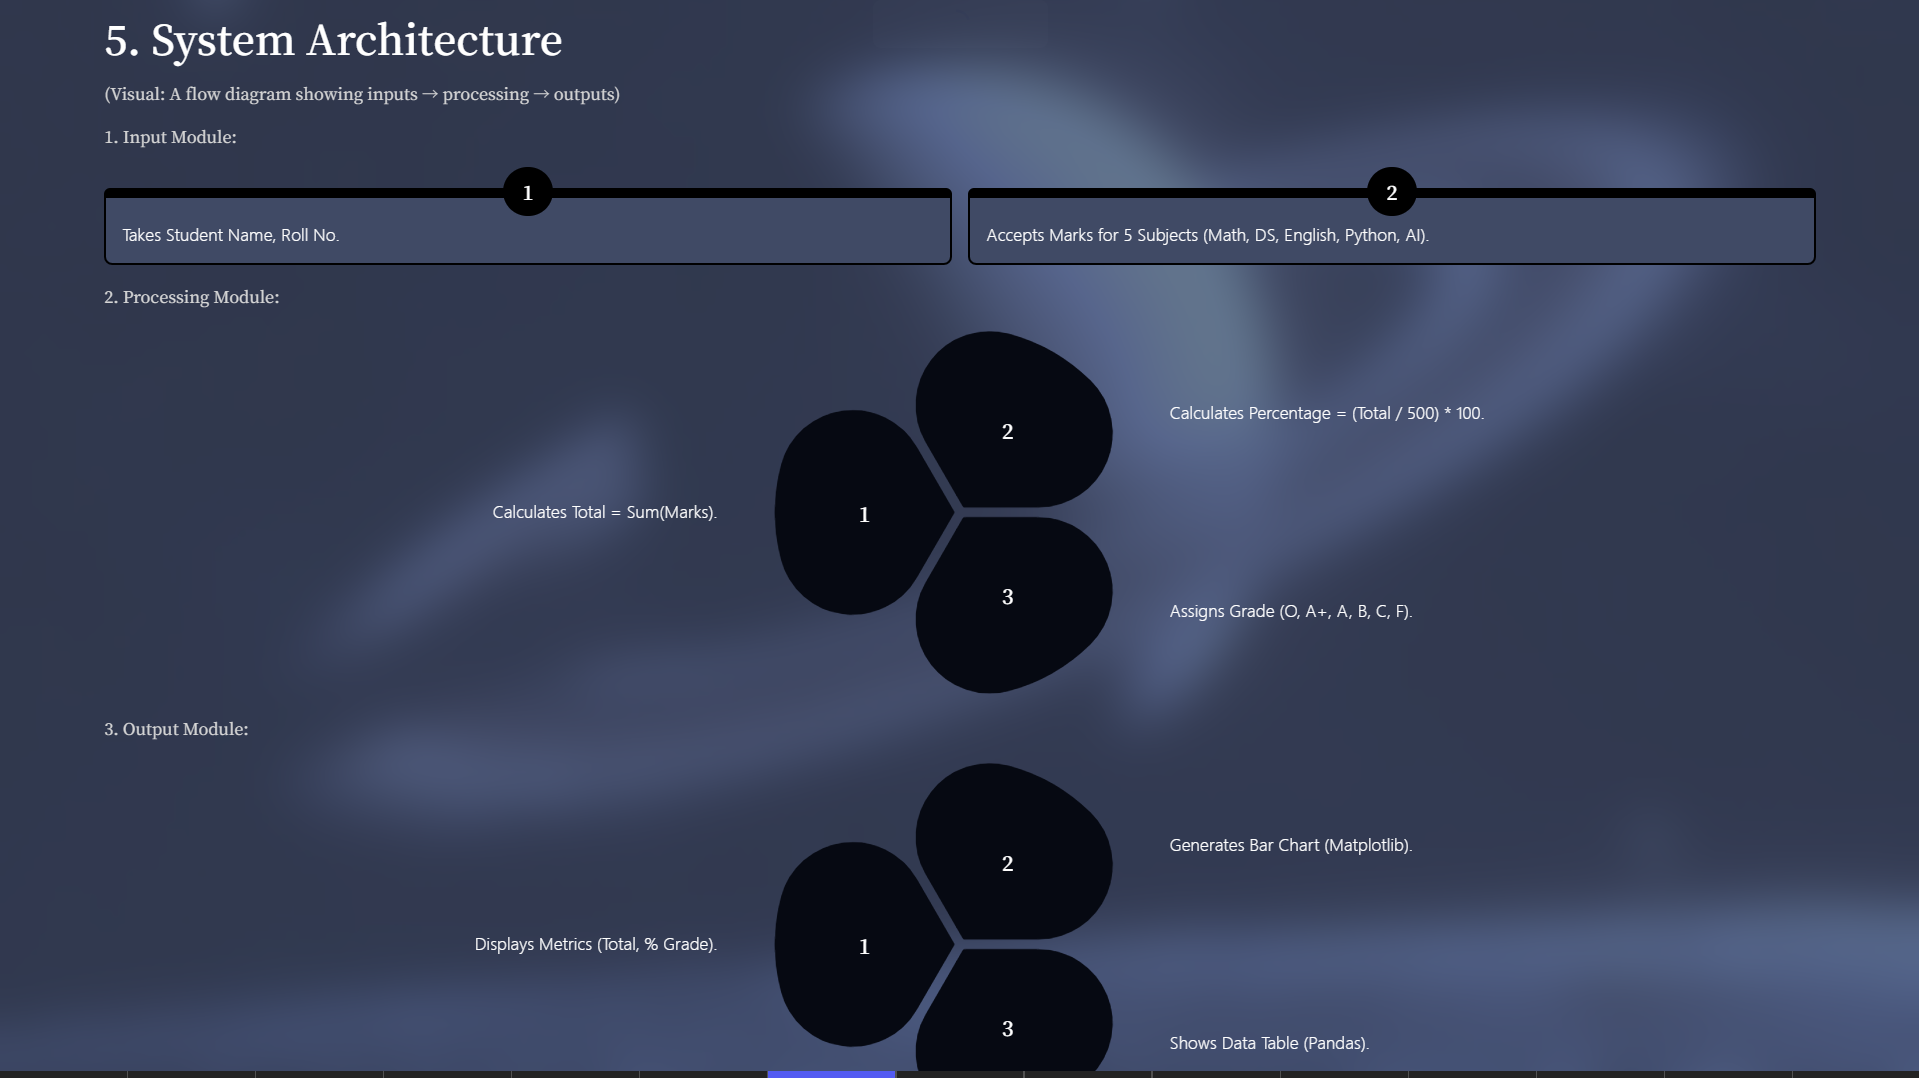 5. System Architecture
(Visual: A flow diagram showing inputs → processing → outputs)
1. Input Module:
1
Takes Student Name, Roll No.
2
Accepts Marks for 5 Subjects (Math, DS, English, Python, AI).
2. Processing Module:
1
Calculates Total = Sum(Marks).
2
Calculates Percentage = (Total / 500) * 100.
3
Assigns Grade (O, A+, A, B, C, F).
3. Output Module:
1
Displays Metrics (Total, % Grade).
2
Generates Bar Chart (Matplotlib).
3
Shows Data Table (Pandas).